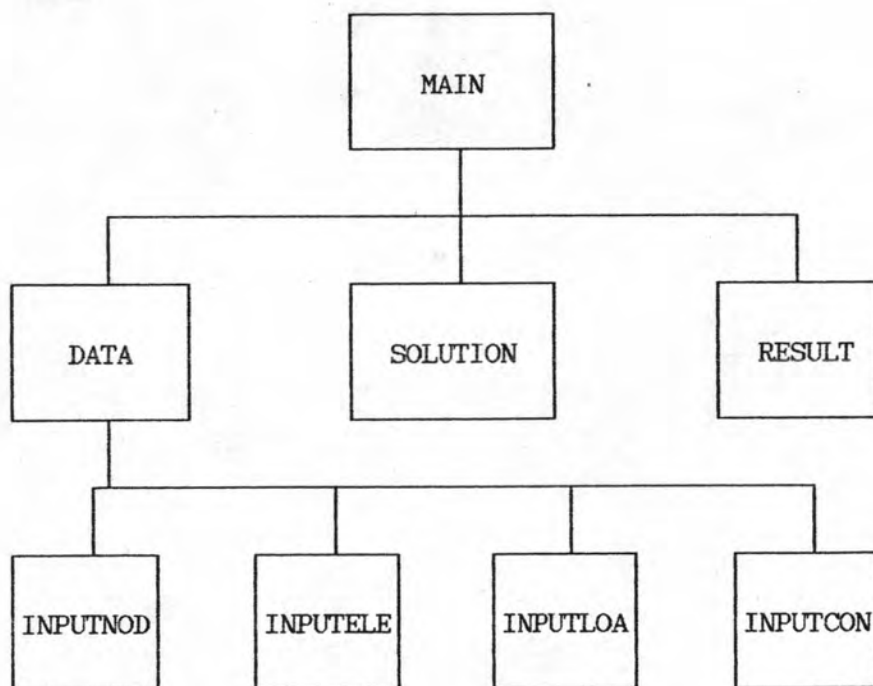 MAIN
DATA
SOLUTION
RESULT
INPUTNOD
INPUTELE
INPUTLOA
INPUTCON